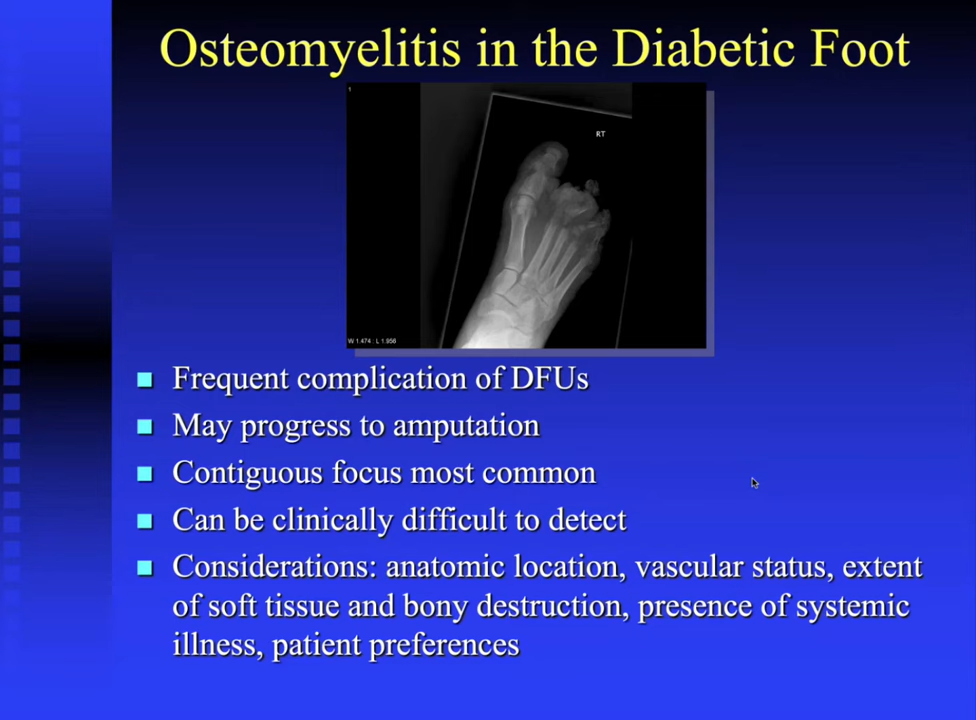 Osteomyelitis in the Diabetic Foot
1
RT
W 1.474 : L 1.956
Frequent complication of DFUs
May progress to amputation
Contiguous focus most common
Can be clinically difficult to detect
Considerations: anatomic location, vascular status, extent
of soft tissue and bony destruction, presence of systemic
illness, patient preferences